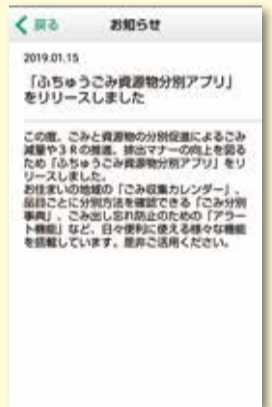 戻る お知らせ
2019.01.15
「ふちゅうごみ資源物分別アプリ」
をリリースしました
この度、ごみと資源物の分別促進によるごみ
減量や3Rの推進、排出マナーの向上を図る
ため「ふちゅうごみ資源物分別アプリ」をリ
リースしました。
お住まいの地域の「ごみ収集カレンダー」、
品目ごとに分別方法を確認できる「ごみ分別
事典」、ごみ出し忘れ防止のための「アラー
ト機能」など、日々便利に使える様々な機能
を搭載しています。是非ご活用ください。